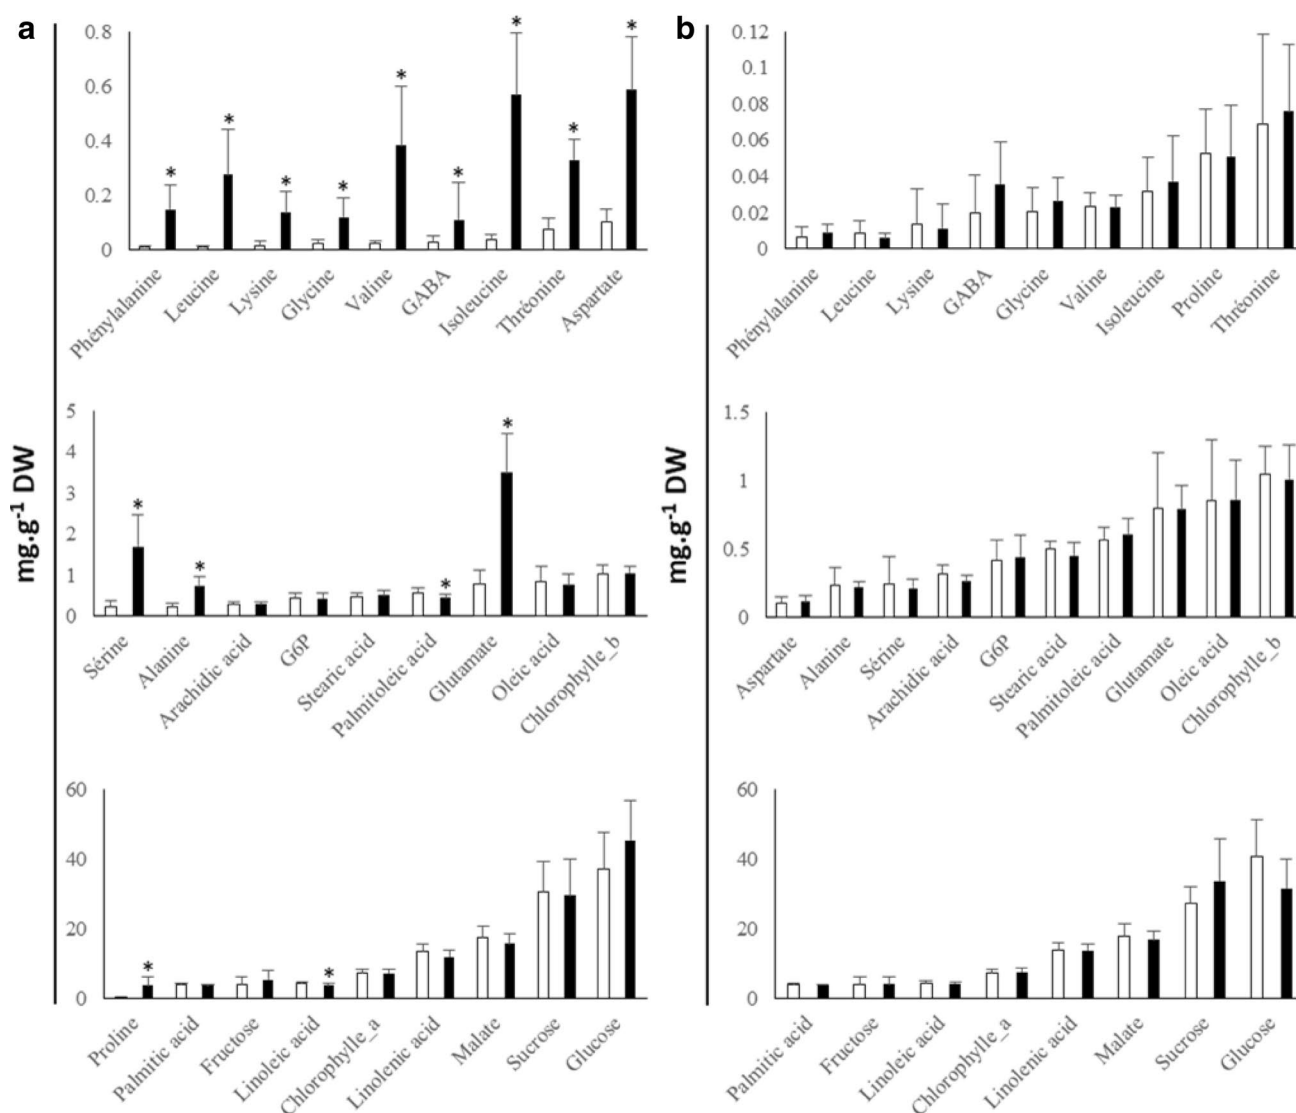 a
mg.g-1 DW
0.8
0.6
0.4
0.2
0
*
*
*
*
*
*
*
*
*
Phénylalanine
Leucine
Lysine
Glycine
Valine
GABA
Isoleucine
Thréonine
Aspartate
5
4
3
2
1
0
*
*
*
*
Sérine
Alanine
Arachidic acid
G6P
Stearic acid
Palmitoleic acid
Glutamate
Oleic acid
Chlorophylle_b
60
40
20
0
*
*
Proline
Palmitic acid
Fructose
Linoleic acid
Chlorophylle_a
Linolenic acid
Malate
Sucrose
Glucose
b
mg.g-1 DW
0.12
0.1
0.08
0.06
0.04
0.02
0
Phénylalanine
Leucine
Lysine
GABA
Glycine
Valine
Isoleucine
Proline
Thréonine
1.5
1
0.5
0
Aspartate
Alanine
Sérine
Arachidic acid
G6P
Stearic acid
Palmitoleic acid
Glutamate
Oleic acid
Chlorophylle_b
60
40
20
0
Palmitic acid
Fructose
Linoleic acid
Chlorophylle_a
Linolenic acid
Malate
Sucrose
Glucose